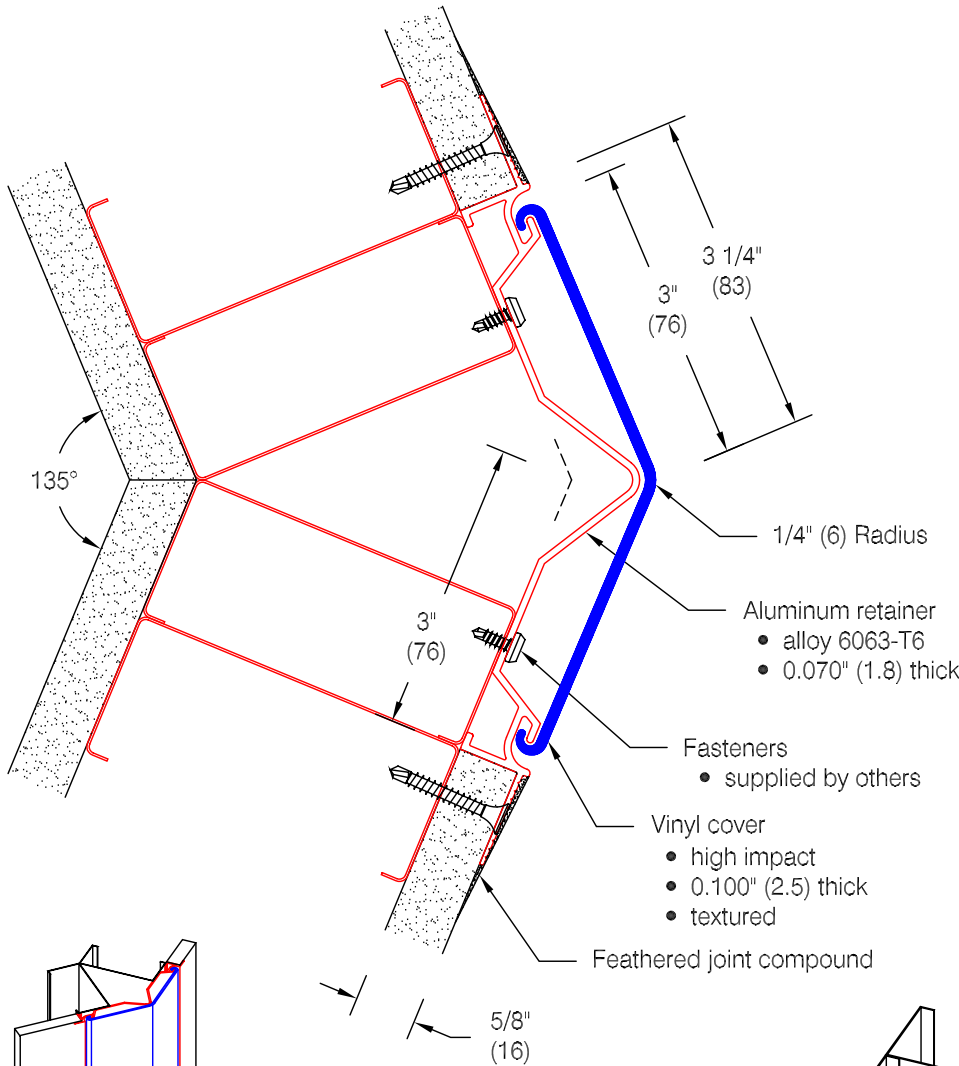 3 1/4"
(83)
3"
(76)
135°
1/4" (6) Radius
Aluminum retainer
• alloy 6063-T6
• 0.070" (1.8) thick
3"
(76)
Fasteners
• supplied by others
Vinyl cover
• high impact
• 0.100" (2.5) thick
• textured
Feathered joint compound
5/8"
(16)